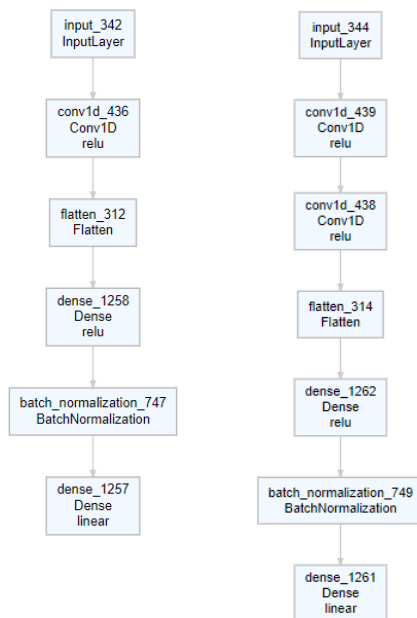 input_342
InputLayer
conv1d_436
Conv1D
relu
flatten_312
Flatten
dense_1258
Dense
relu
batch_normalization_747
BatchNormalization
dense_1257
Dense
linear
input_344
InputLayer
conv1d_439
Conv1D
relu
conv1d_438
Conv1D
relu
flatten_314
Flatten
dense_1262
Dense
relu
batch_normalization_749
BatchNormalization
dense_1261
Dense
linear